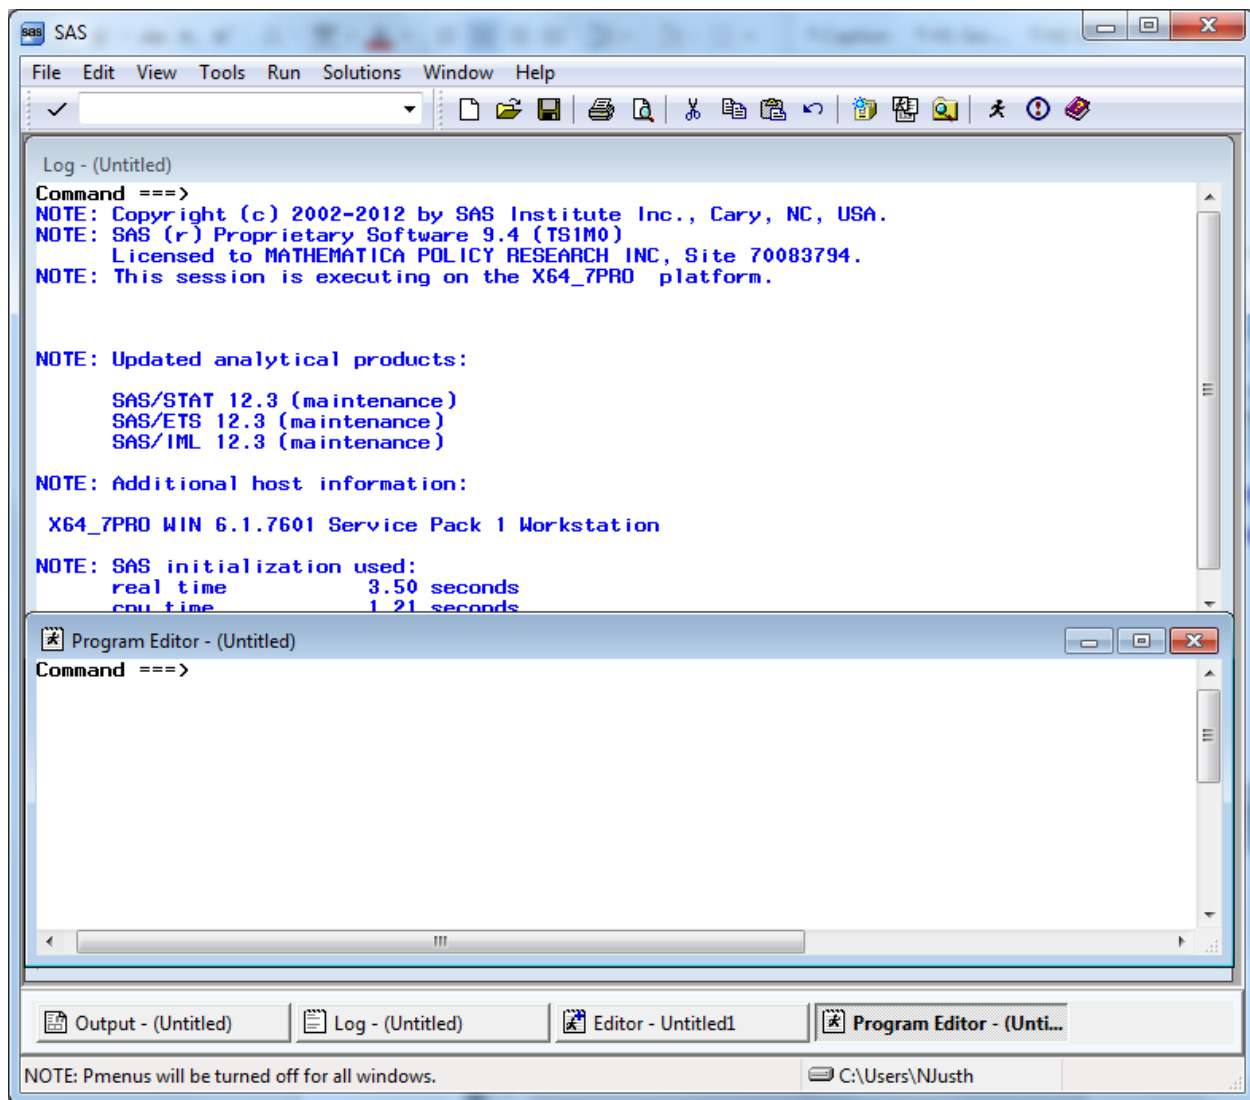 SAS
File Edit View Tools Run Solutions Window Help
Log - (Untitled)
Command ===>
NOTE: Copyright (c) 2002-2012 by SAS Institute Inc., Cary, NC, USA.
NOTE: SAS (r) Proprietary Software 9.4 (TS1M0)
Licensed to MATHEMATICA POLICY RESEARCH INC, Site 70083794.
NOTE: This session is executing on the X64_7PRO platform.
NOTE: Updated analytical products:
SAS/STAT 12.3 (maintenance)
SAS/ETS 12.3 (maintenance)
SAS/IML 12.3 (maintenance)
NOTE: Additional host information:
X64_7PRO WIN 6.1.7601 Service Pack 1 Workstation
NOTE: SAS initialization used:
real time 3.50 seconds
cpu time 1.21 seconds
Program Editor - (Untitled)
Command ===>
Output - (Untitled) Log - (Untitled) Editor - Untitled1 Program Editor - (Unti...
NOTE: Pmenus will be turned off for all windows. C:\Users\NJusth